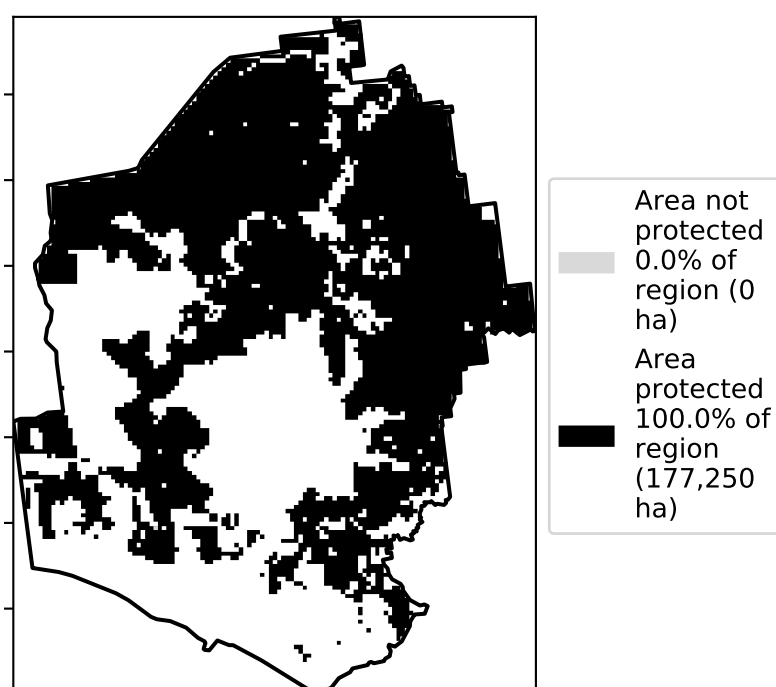 Area not
protected
0.0% of
region (0
ha)
Area
protected
100.0% of
region
(177,250
ha)